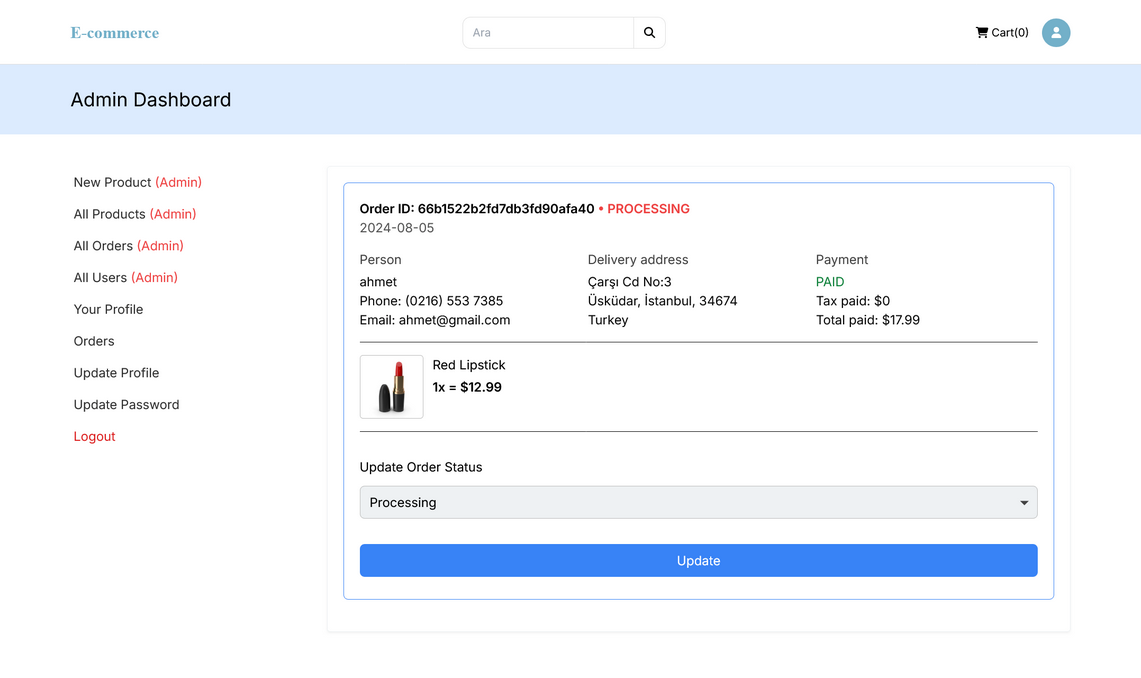 E-commerce
Ara
Cart(0)
Admin Dashboard
New Product (Admin)
All Products (Admin)
All Orders (Admin)
All Users (Admin)
Your Profile
Orders
Update Profile
Update Password
Logout
Order ID: 66b1522b2fd7db3fd90afa40 • PROCESSING
2024-08-05
Person
ahmet
Phone: (0216) 553 7385
Email: ahmet@gmail.com
Delivery address
Çarşı Cd No:3
Üsküdar, İstanbul, 34674
Turkey
Payment
PAID
Tax paid: $0
Total paid: $17.99
Red Lipstick
1x = $12.99
Update Order Status
Processing
Update